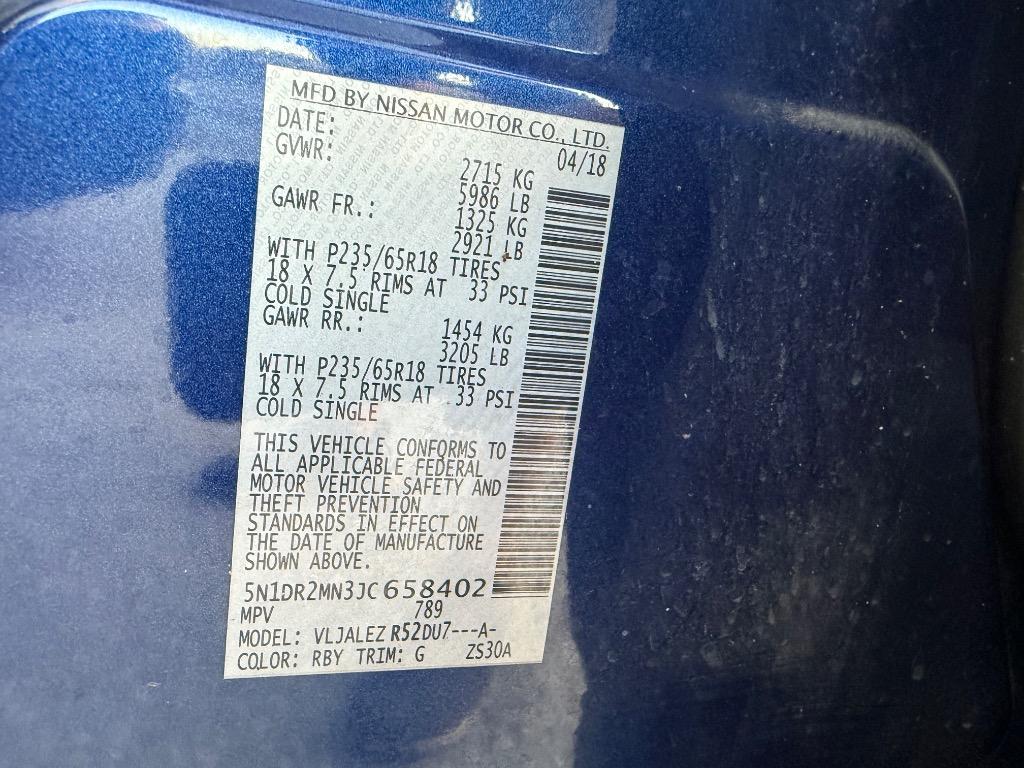 MFD BY NISSAN MOTOR CO., LTD.
DATE: 04/18
GVWR: 2715 KG
5986 LB
GAWR FR.: 1325 KG
2921 LB
WITH P235/65R18 TIRES
18 X 7.5 RIMS AT 33 PSI
COLD SINGLE
GAWR RR.: 1454 KG
3205 LB
WITH P235/65R18 TIRES
18 X 7.5 RIMS AT 33 PSI
COLD SINGLE
THIS VEHICLE CONFORMS TO
ALL APPLICABLE FEDERAL
MOTOR VEHICLE SAFETY AND
THEFT PREVENTION
STANDARDS IN EFFECT ON
THE DATE OF MANUFACTURE
SHOWN ABOVE.
5N1DR2MN3JC658402
MPV 789
MODEL: VLJALEZ R52DU7---A-
COLOR: RBY TRIM: G ZS30A